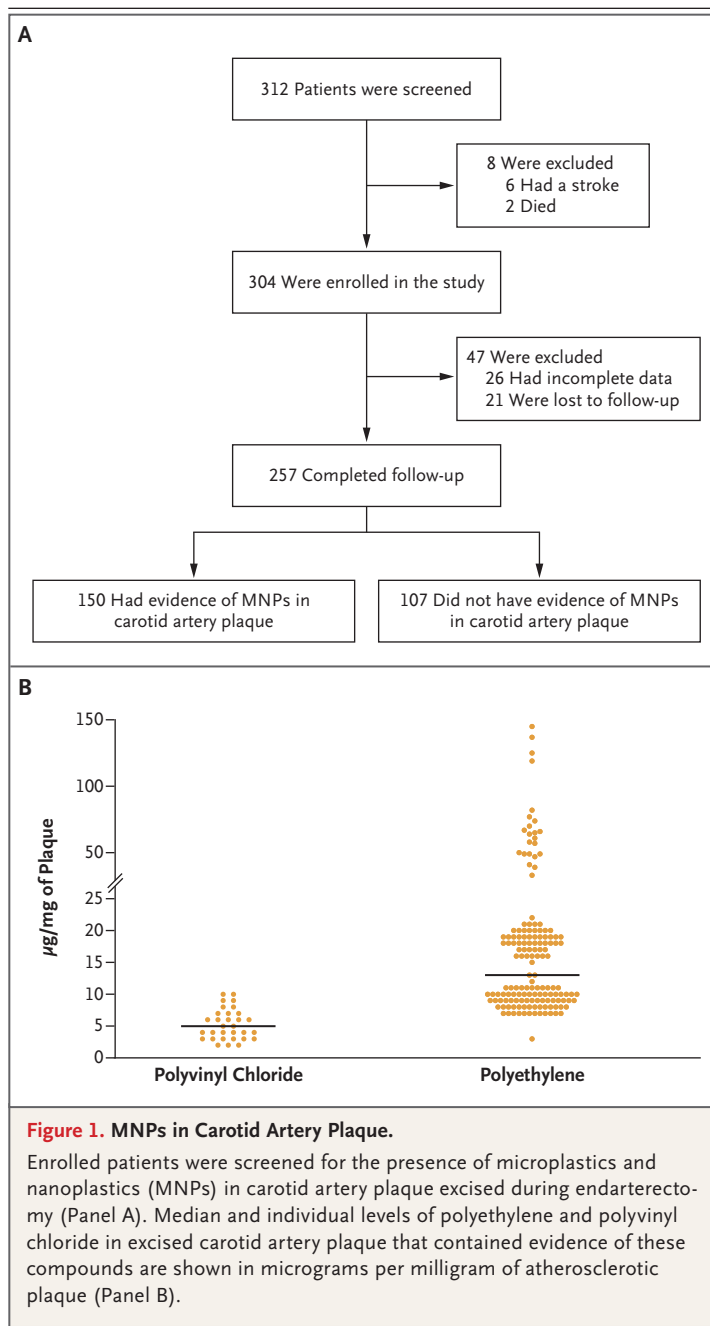 A
312 Patients were screened
8 Were excluded
6 Had a stroke
2 Died
304 Were enrolled in the study
47 Were excluded
26 Had incomplete data
21 Were lost to follow-up
257 Completed follow-up
150 Had evidence of MNPs in
carotid artery plaque
107 Did not have evidence of MNPs
in carotid artery plaque
B
µg/mg of Plaque
150
100
50
25
20
15
10
5
0
Polyvinyl Chloride
Polyethylene
Figure 1. MNPs in Carotid Artery Plaque.
Enrolled patients were screened for the presence of microplastics and
nanoplastics (MNPs) in carotid artery plaque excised during endarterecto-
my (Panel A). Median and individual levels of polyethylene and polyvinyl
chloride in excised carotid artery plaque that contained evidence of these
compounds are shown in micrograms per milligram of atherosclerotic
plaque (Panel B).